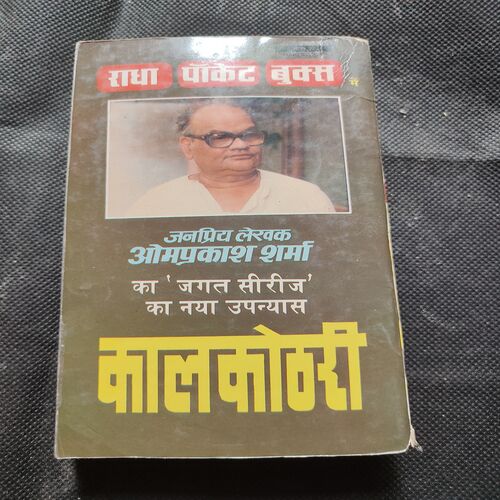 राधा पॉकेट बुक्स में
जनप्रिय लेखक
ओमप्रकाश शर्मा
का 'जगत सीरीज'
का नया उपन्यास
कालकोठरी